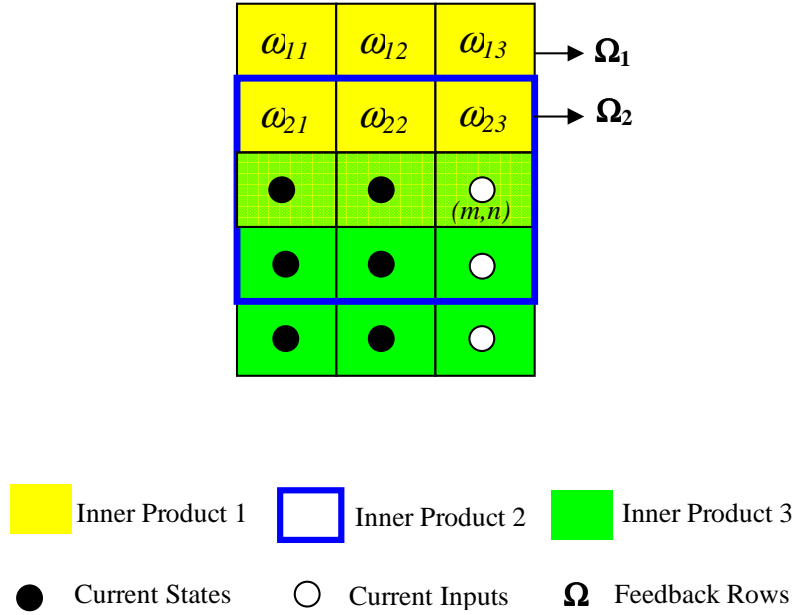 ω11 ω12 ω13 Ω1
ω21 ω22 ω23 Ω2
(m,n)
Inner Product 1 Inner Product 2 Inner Product 3
Current States Current Inputs Ω Feedback Rows